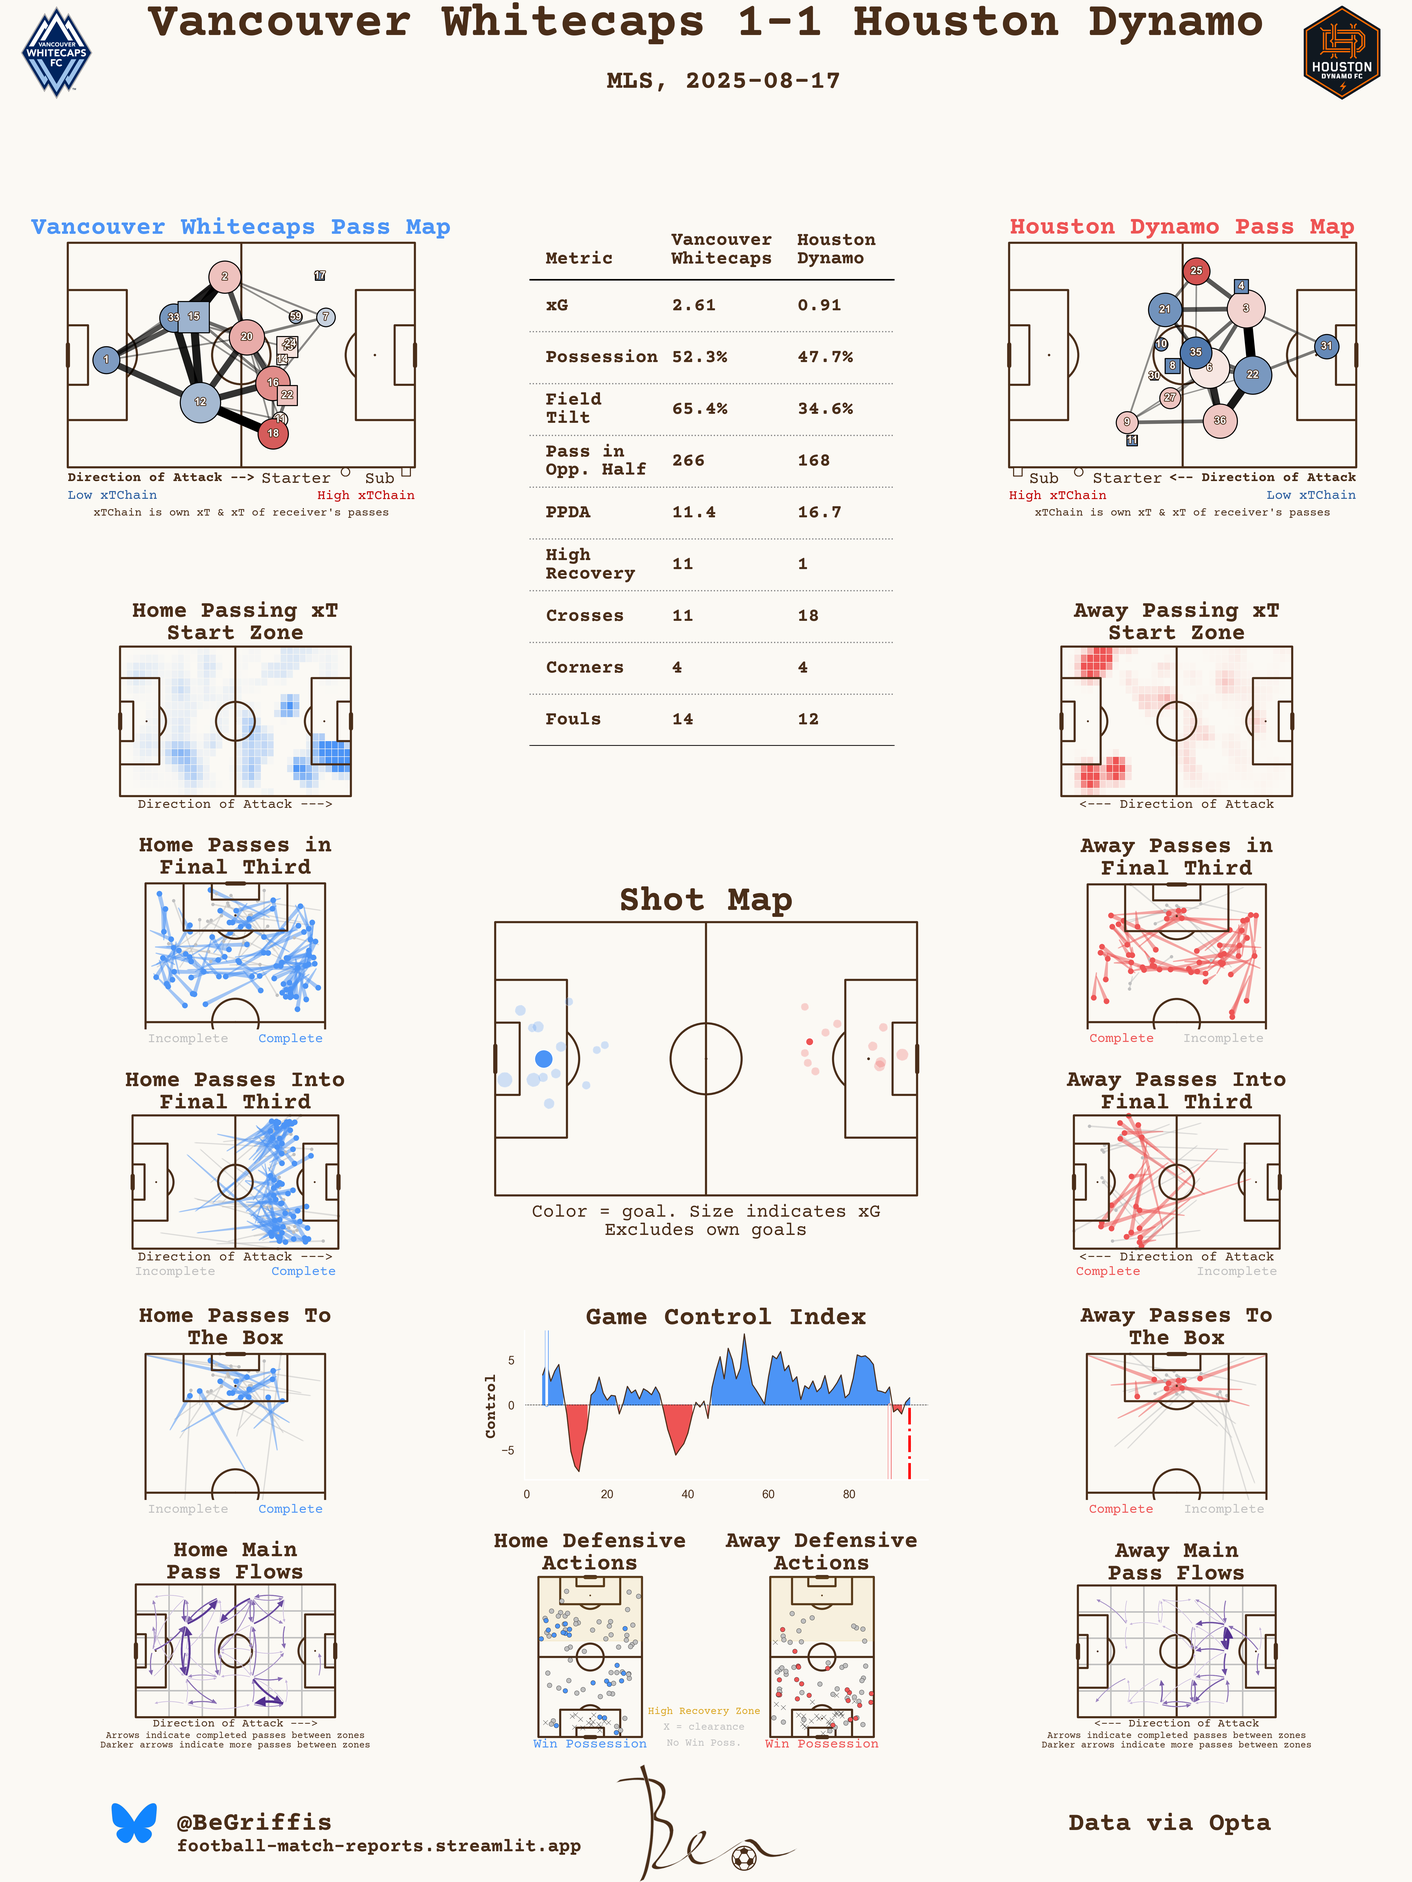 Vancouver Whitecaps 1-1 Houston Dynamo
MLS, 2025-08-17
VANCOUVER
WHITECAPS
FC
HOUSTON
DYNAMO FC
Vancouver Whitecaps Pass Map
2
17
33
15
59
7
20
1
14
16
22
12
11
18
Direction of Attack --> Starter Sub
Low xTChain High xTChain
xTChain is own xT & xT of receiver's passes
Metric Vancouver Whitecaps Houston Dynamo
xG 2.61 0.91
Possession 52.3% 47.7%
Field Tilt 65.4% 34.6%
Pass in Opp. Half 266 168
PPDA 11.4 16.7
High Recovery 11 1
Crosses 11 18
Corners 4 4
Fouls 14 12
Houston Dynamo Pass Map
25
4
21
3
10
35
31
8
6
30
22
27
9
36
11
Sub Starter <-- Direction of Attack
High xTChain Low xTChain
xTChain is own xT & xT of receiver's passes
Home Passing xT
Start Zone
Direction of Attack --->
Away Passing xT
Start Zone
<--- Direction of Attack
Home Passes in
Final Third
Incomplete Complete
Away Passes in
Final Third
Complete Incomplete
Shot Map
Color = goal. Size indicates xG
Excludes own goals
Home Passes Into
Final Third
Direction of Attack --->
Incomplete Complete
Away Passes Into
Final Third
<--- Direction of Attack
Complete Incomplete
Home Passes To
The Box
Incomplete Complete
Game Control Index
Control
5
0
−5
0 20 40 60 80
Away Passes To
The Box
Complete Incomplete
Home Main
Pass Flows
Direction of Attack --->
Arrows indicate completed passes between zones
Darker arrows indicate more passes between zones
Home Defensive
Actions
Win Possession
High Recovery Zone
X = clearance
No Win Poss.
Away Defensive
Actions
Win Possession
Away Main
Pass Flows
<--- Direction of Attack
Arrows indicate completed passes between zones
Darker arrows indicate more passes between zones
@BeGriffis
football-match-reports.streamlit.app
Ben
Data via Opta